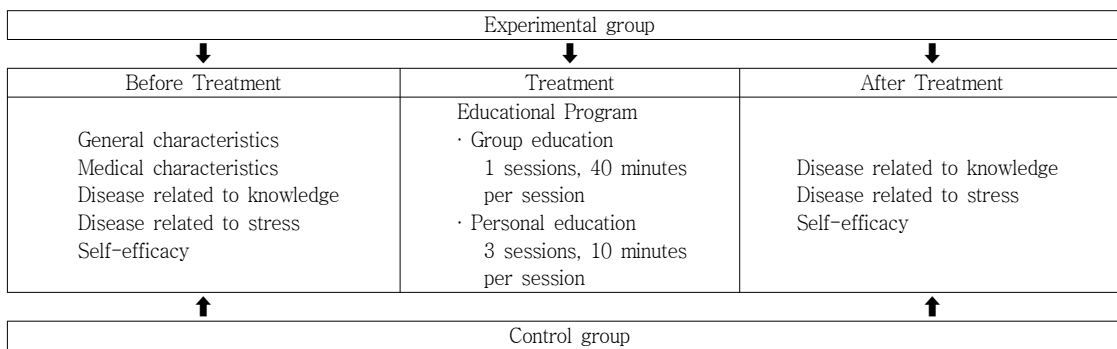 Experimental group
Before Treatment
Treatment
After Treatment
General characteristics
Medical characteristics
Disease related to knowledge
Disease related to stress
Self-efficacy
Educational Program
· Group education
1 sessions, 40 minutes
per session
· Personal education
3 sessions, 10 minutes
per session
Disease related to knowledge
Disease related to stress
Self-efficacy
Control group